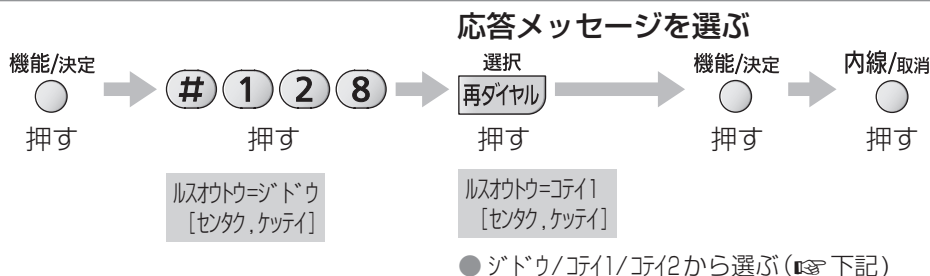 応答メッセージを選ぶ
機能/決定
選択
機能/決定
内線/取消
# 1 2 8
再ダイヤル
押す
押す
押す
押す
押す
ルスオウトウ=ジドウ
[センタク,ケッテイ]
ルスオウトウ=コテイ1
[センタク,ケッテイ]
● ジドウ/コテイ1/コテイ2から選ぶ(☞下記)